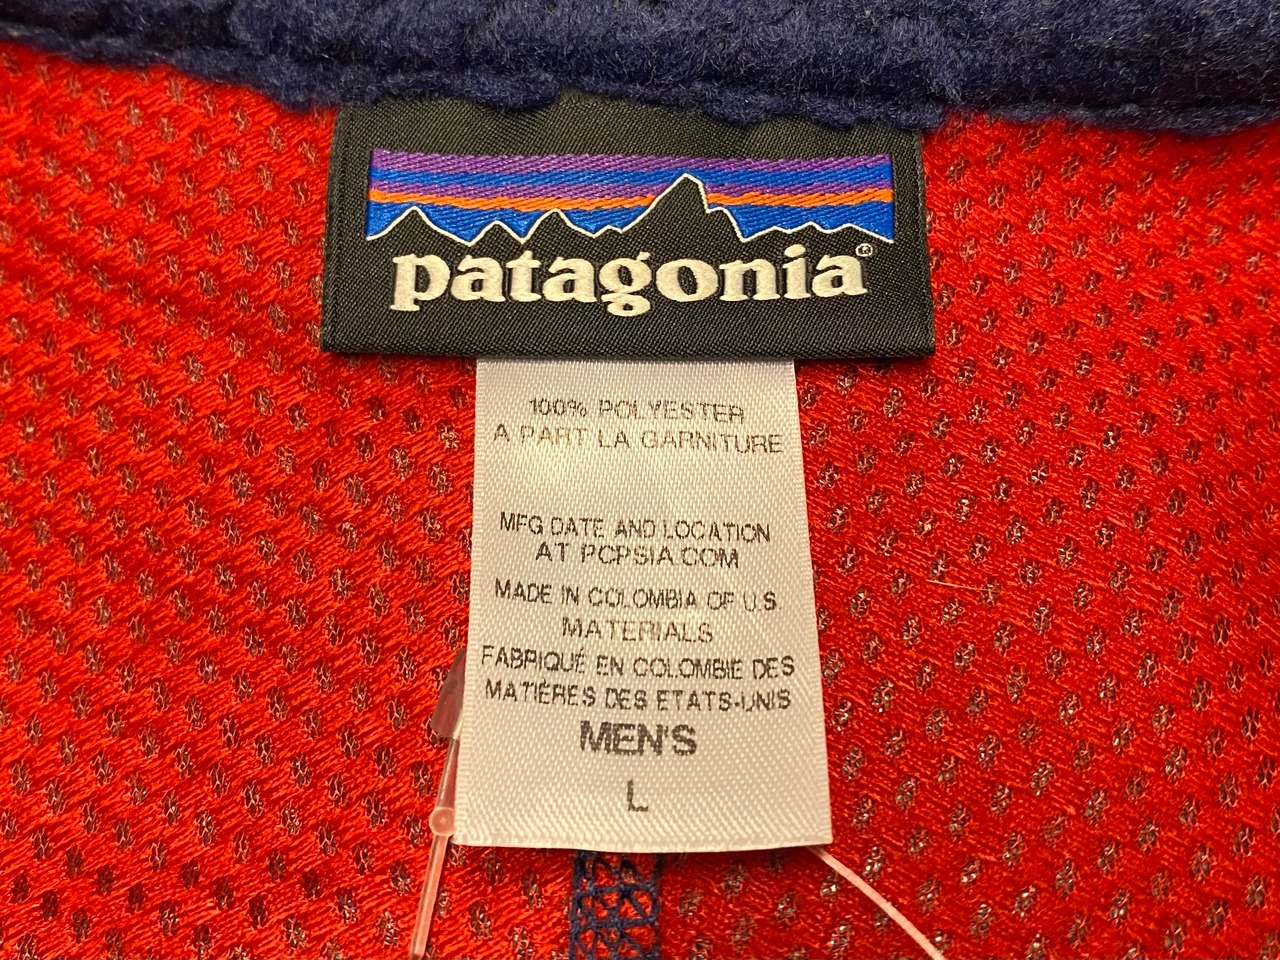 patagonia®
100% POLYESTER
A PART LA GARNITURE
MFG DATE AND LOCATION
AT PCPSIA.COM
MADE IN COLOMBIA OF U.S
MATERIALS
FABRIQUÉ EN COLOMBIE DES
MATIÈRES DES ETATS-UNIS
MEN'S
L